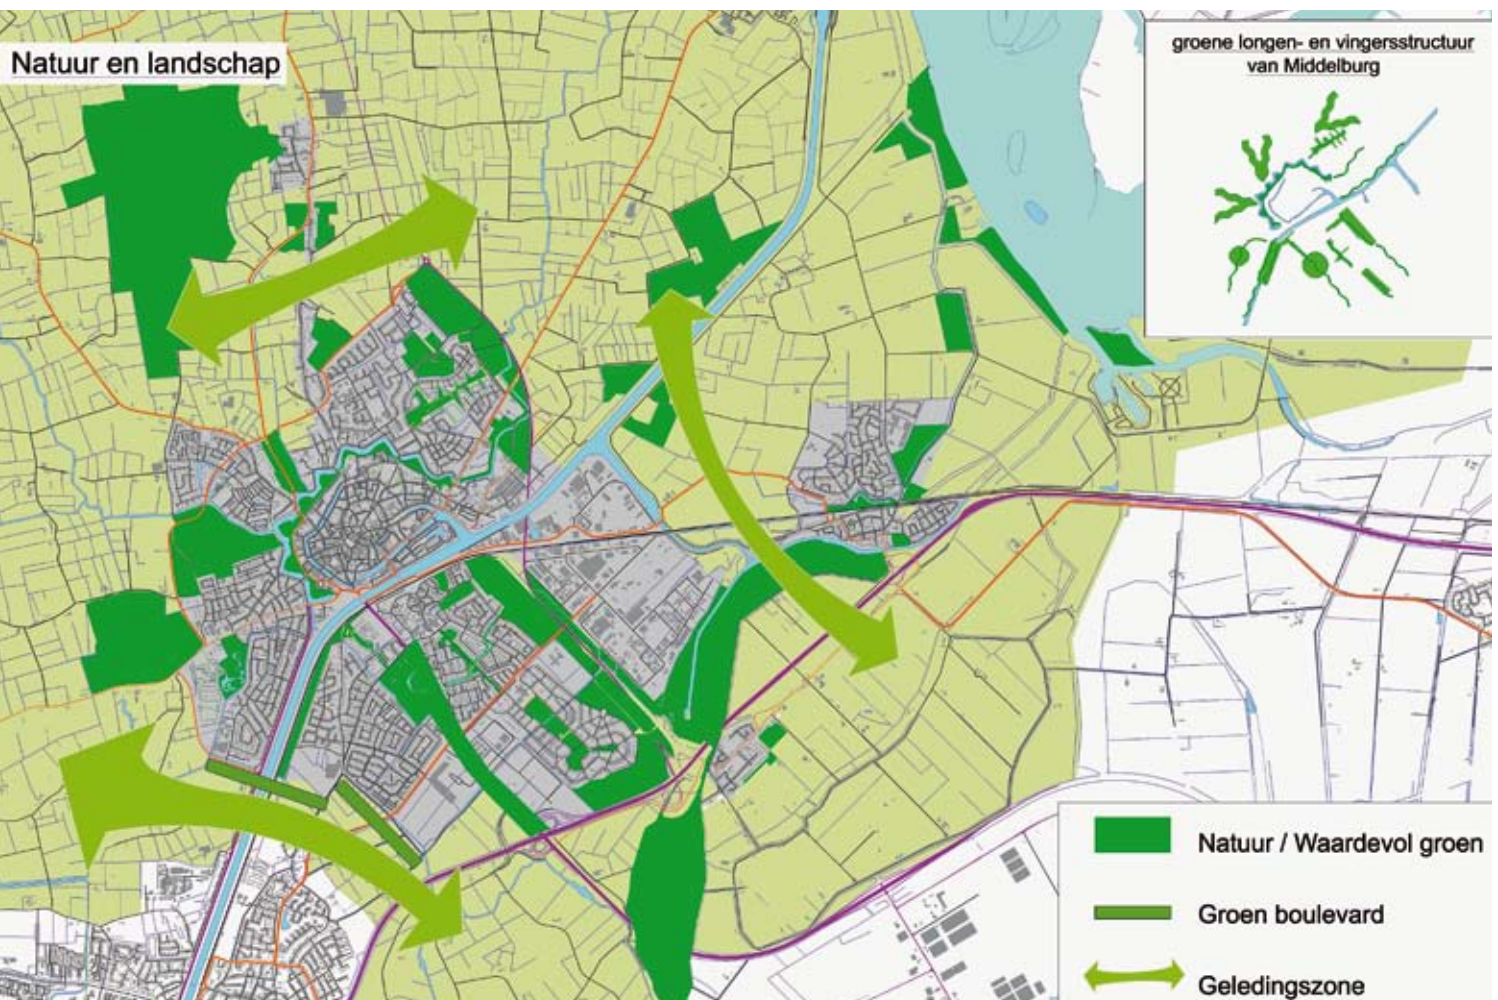 Natuur en landschap
groene longen- en vingersstructuur
van Middelburg
Natuur / Waardevol groen
Groen boulevard
Geledingszone